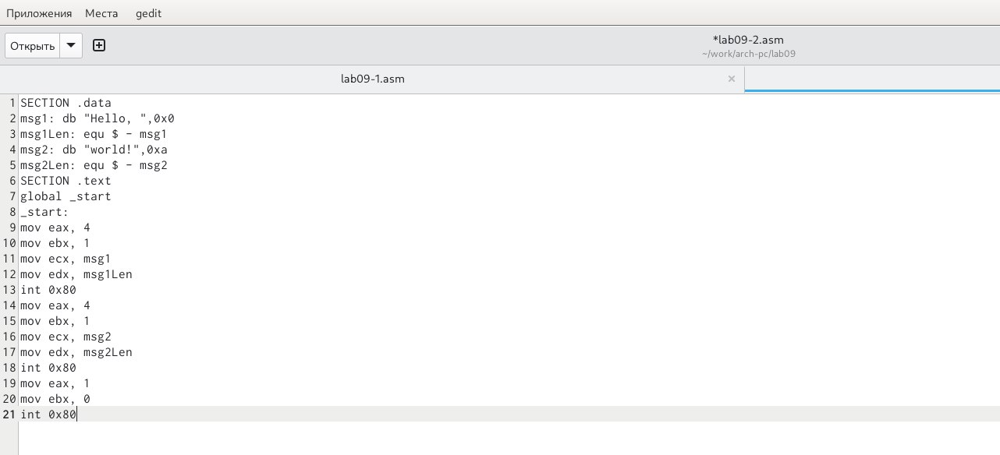 Приложения Места gedit
Открыть *lab09-2.asm
~/work/arch-pc/lab09
lab09-1.asm ×
1 SECTION .data
2 msg1: db "Hello, ",0x0
3 msg1Len: equ $ - msg1
4 msg2: db "world!",0xa
5 msg2Len: equ $ - msg2
6 SECTION .text
7 global _start
8 _start:
9 mov eax, 4
10 mov ebx, 1
11 mov ecx, msg1
12 mov edx, msg1Len
13 int 0x80
14 mov eax, 4
15 mov ebx, 1
16 mov ecx, msg2
17 mov edx, msg2Len
18 int 0x80
19 mov eax, 1
20 mov ebx, 0
21 int 0x80